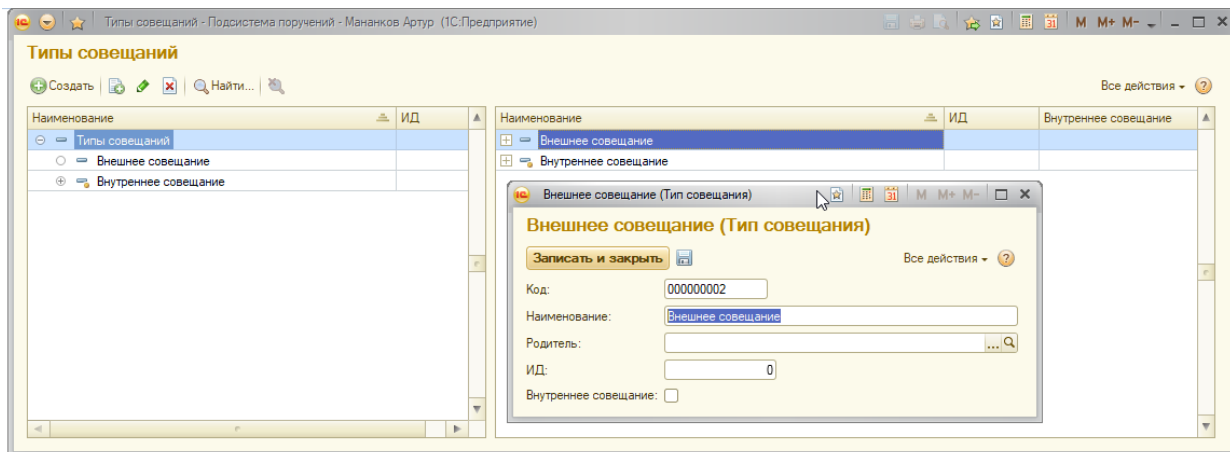 Типы совещаний - Подсистема поручений - Мананков Артур (1С:Предприятие)
M M+ M-
Типы совещаний
Создать Найти... Все действия
Наименование ИД Наименование ИД Внутреннее совещание
Типы совещаний Внешнее совещание
Внешнее совещание Внутреннее совещание
Внутреннее совещание
Внешнее совещание (Тип совещания) 31 M M+ M-
Внешнее совещание (Тип совещания)
Записать и закрыть Все действия
Код: 000000002
Наименование: Внешнее совещание
Родитель: ...
ИД: 0
Внутреннее совещание: